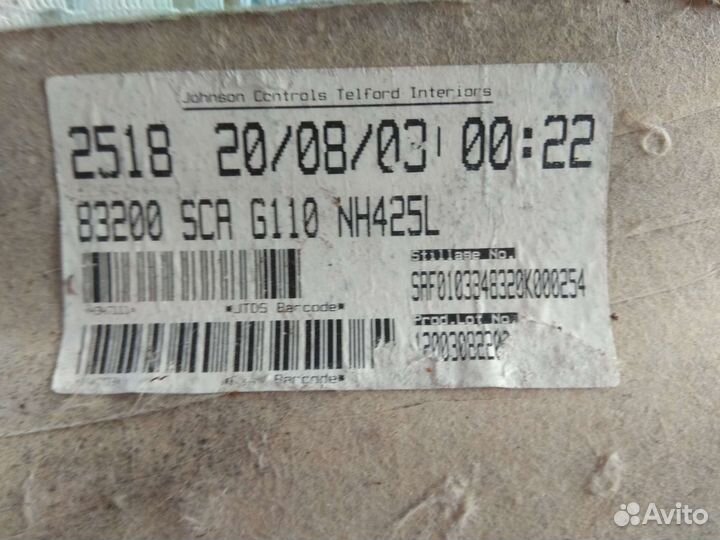 Johnson Controls Telford Interiors
2518 20/08/03 00:22
83200 SCA G110 NH425L
Stillage No.
SAF0103348320K000254
*JTDS Barcode*
Prod.Lot No.
Barcode*
Avito